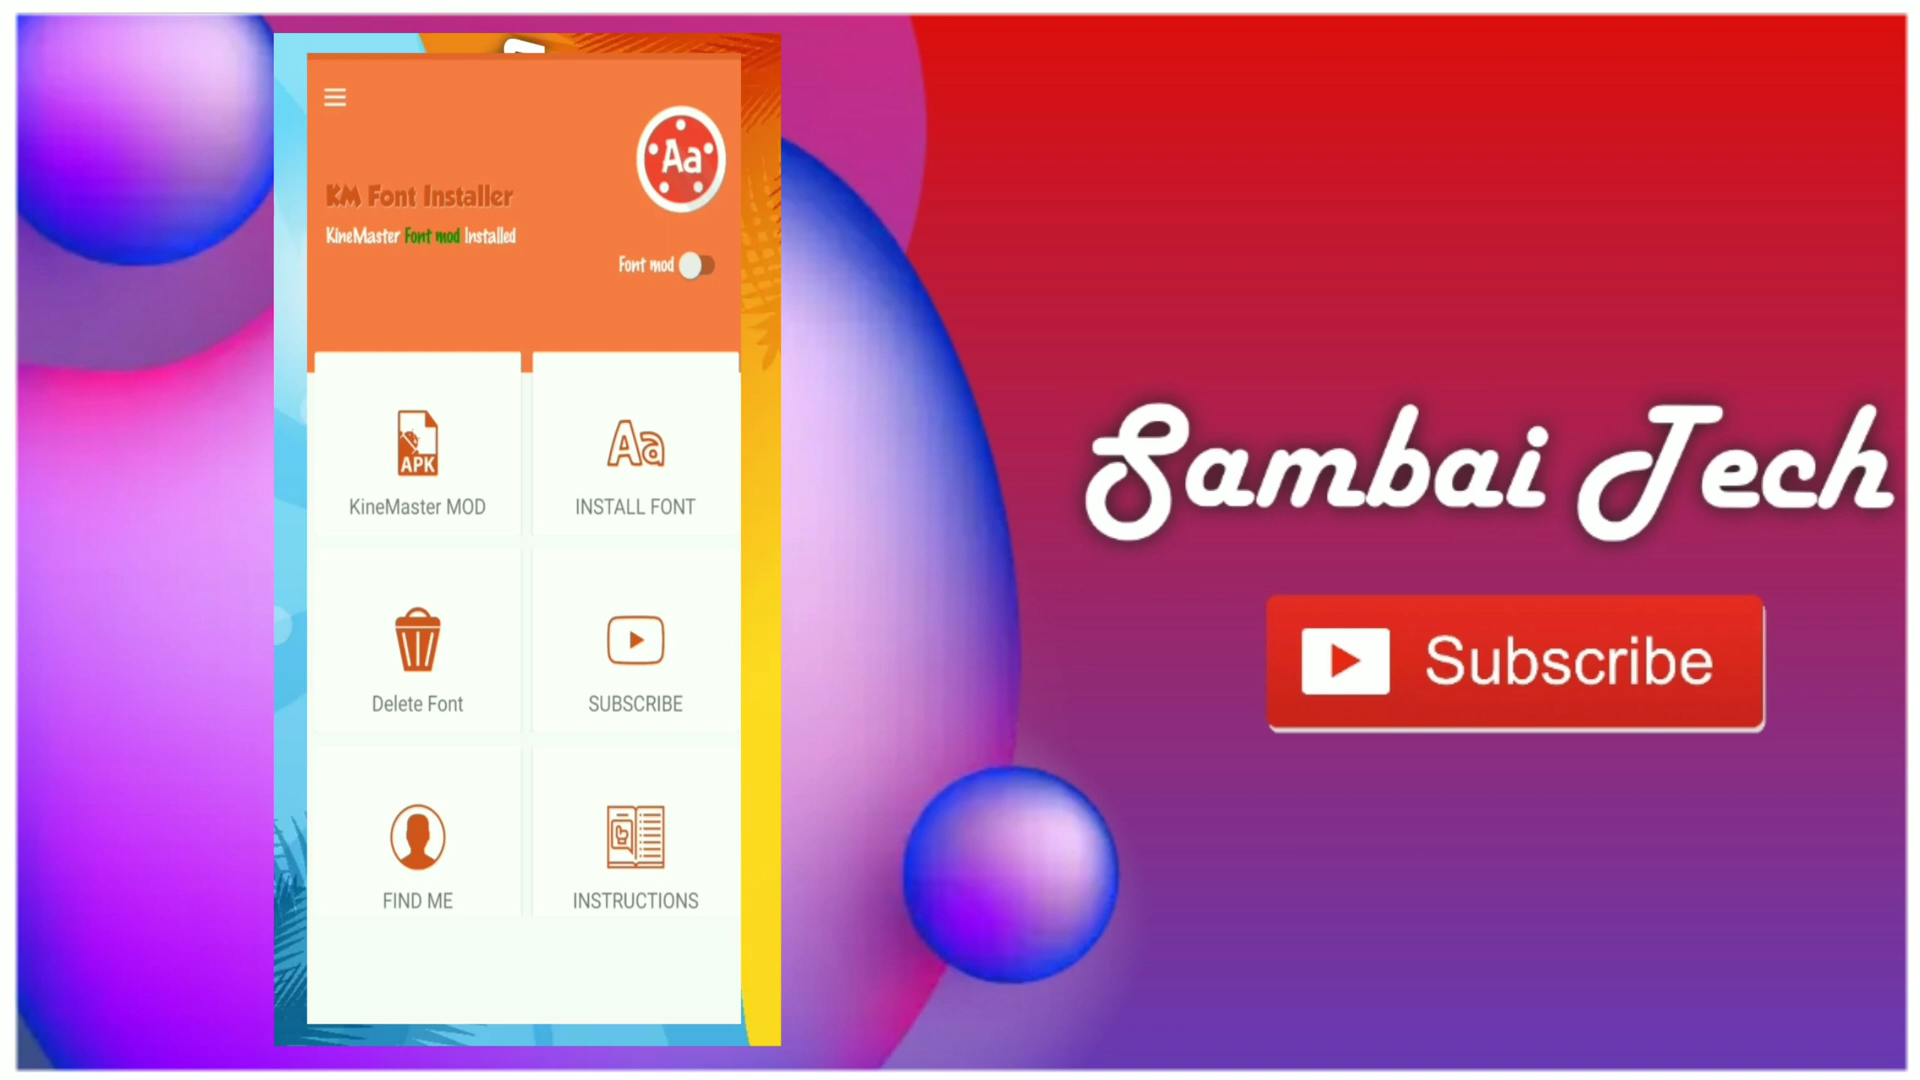 Aa
KM Font Installer
KineMaster Font mod Installed
Font mod
APK
KineMaster MOD
Aa
INSTALL FONT
Delete Font
SUBSCRIBE
FIND ME
INSTRUCTIONS
Sambai Tech
Subscribe